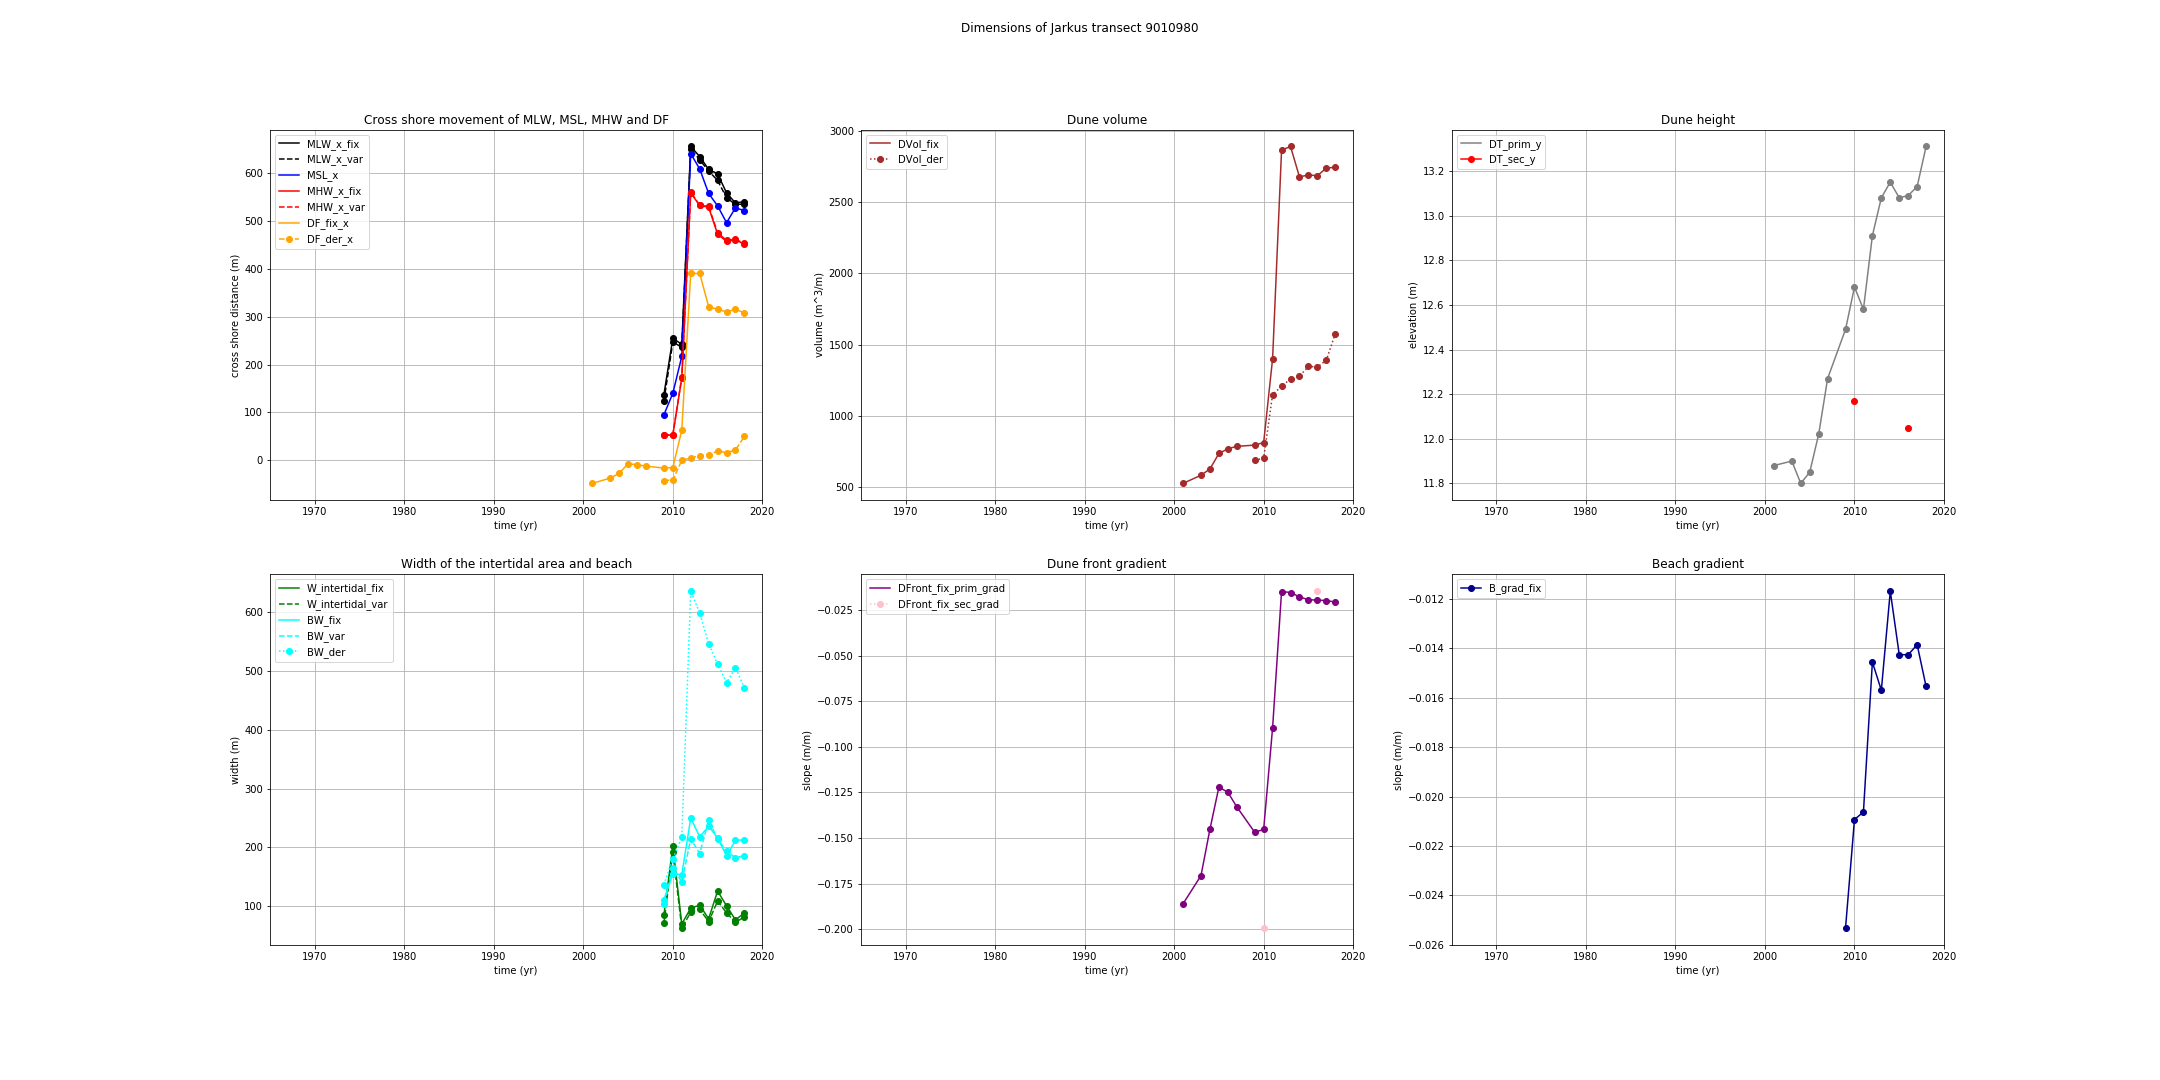 Dimensions of Jarkus transect 9010980
Cross shore movement of MLW, MSL, MHW and DF
MLW_x_fix
MLW_x_var
MSL_x
MHW_x_fix
MHW_x_var
DF_fix_x
DF_der_x
600
500
400
300
200
100
0
cross shore distance (m)
1970 1980 1990 2000 2010 2020
time (yr)
Dune volume
DVol_fix
DVol_der
3000
2500
2000
1500
1000
500
volume (m^3/m)
1970 1980 1990 2000 2010 2020
time (yr)
Dune height
DT_prim_y
DT_sec_y
13.2
13.0
12.8
12.6
12.4
12.2
12.0
11.8
elevation (m)
1970 1980 1990 2000 2010 2020
time (yr)
Width of the intertidal area and beach
W_intertidal_fix
W_intertidal_var
BW_fix
BW_var
BW_der
600
500
400
300
200
100
width (m)
1970 1980 1990 2000 2010 2020
time (yr)
Dune front gradient
DFront_fix_prim_grad
DFront_fix_sec_grad
−0.025
−0.050
−0.075
−0.100
−0.125
−0.150
−0.175
−0.200
slope (m/m)
1970 1980 1990 2000 2010 2020
time (yr)
Beach gradient
B_grad_fix
−0.012
−0.014
−0.016
−0.018
−0.020
−0.022
−0.024
−0.026
slope (m/m)
1970 1980 1990 2000 2010 2020
time (yr)